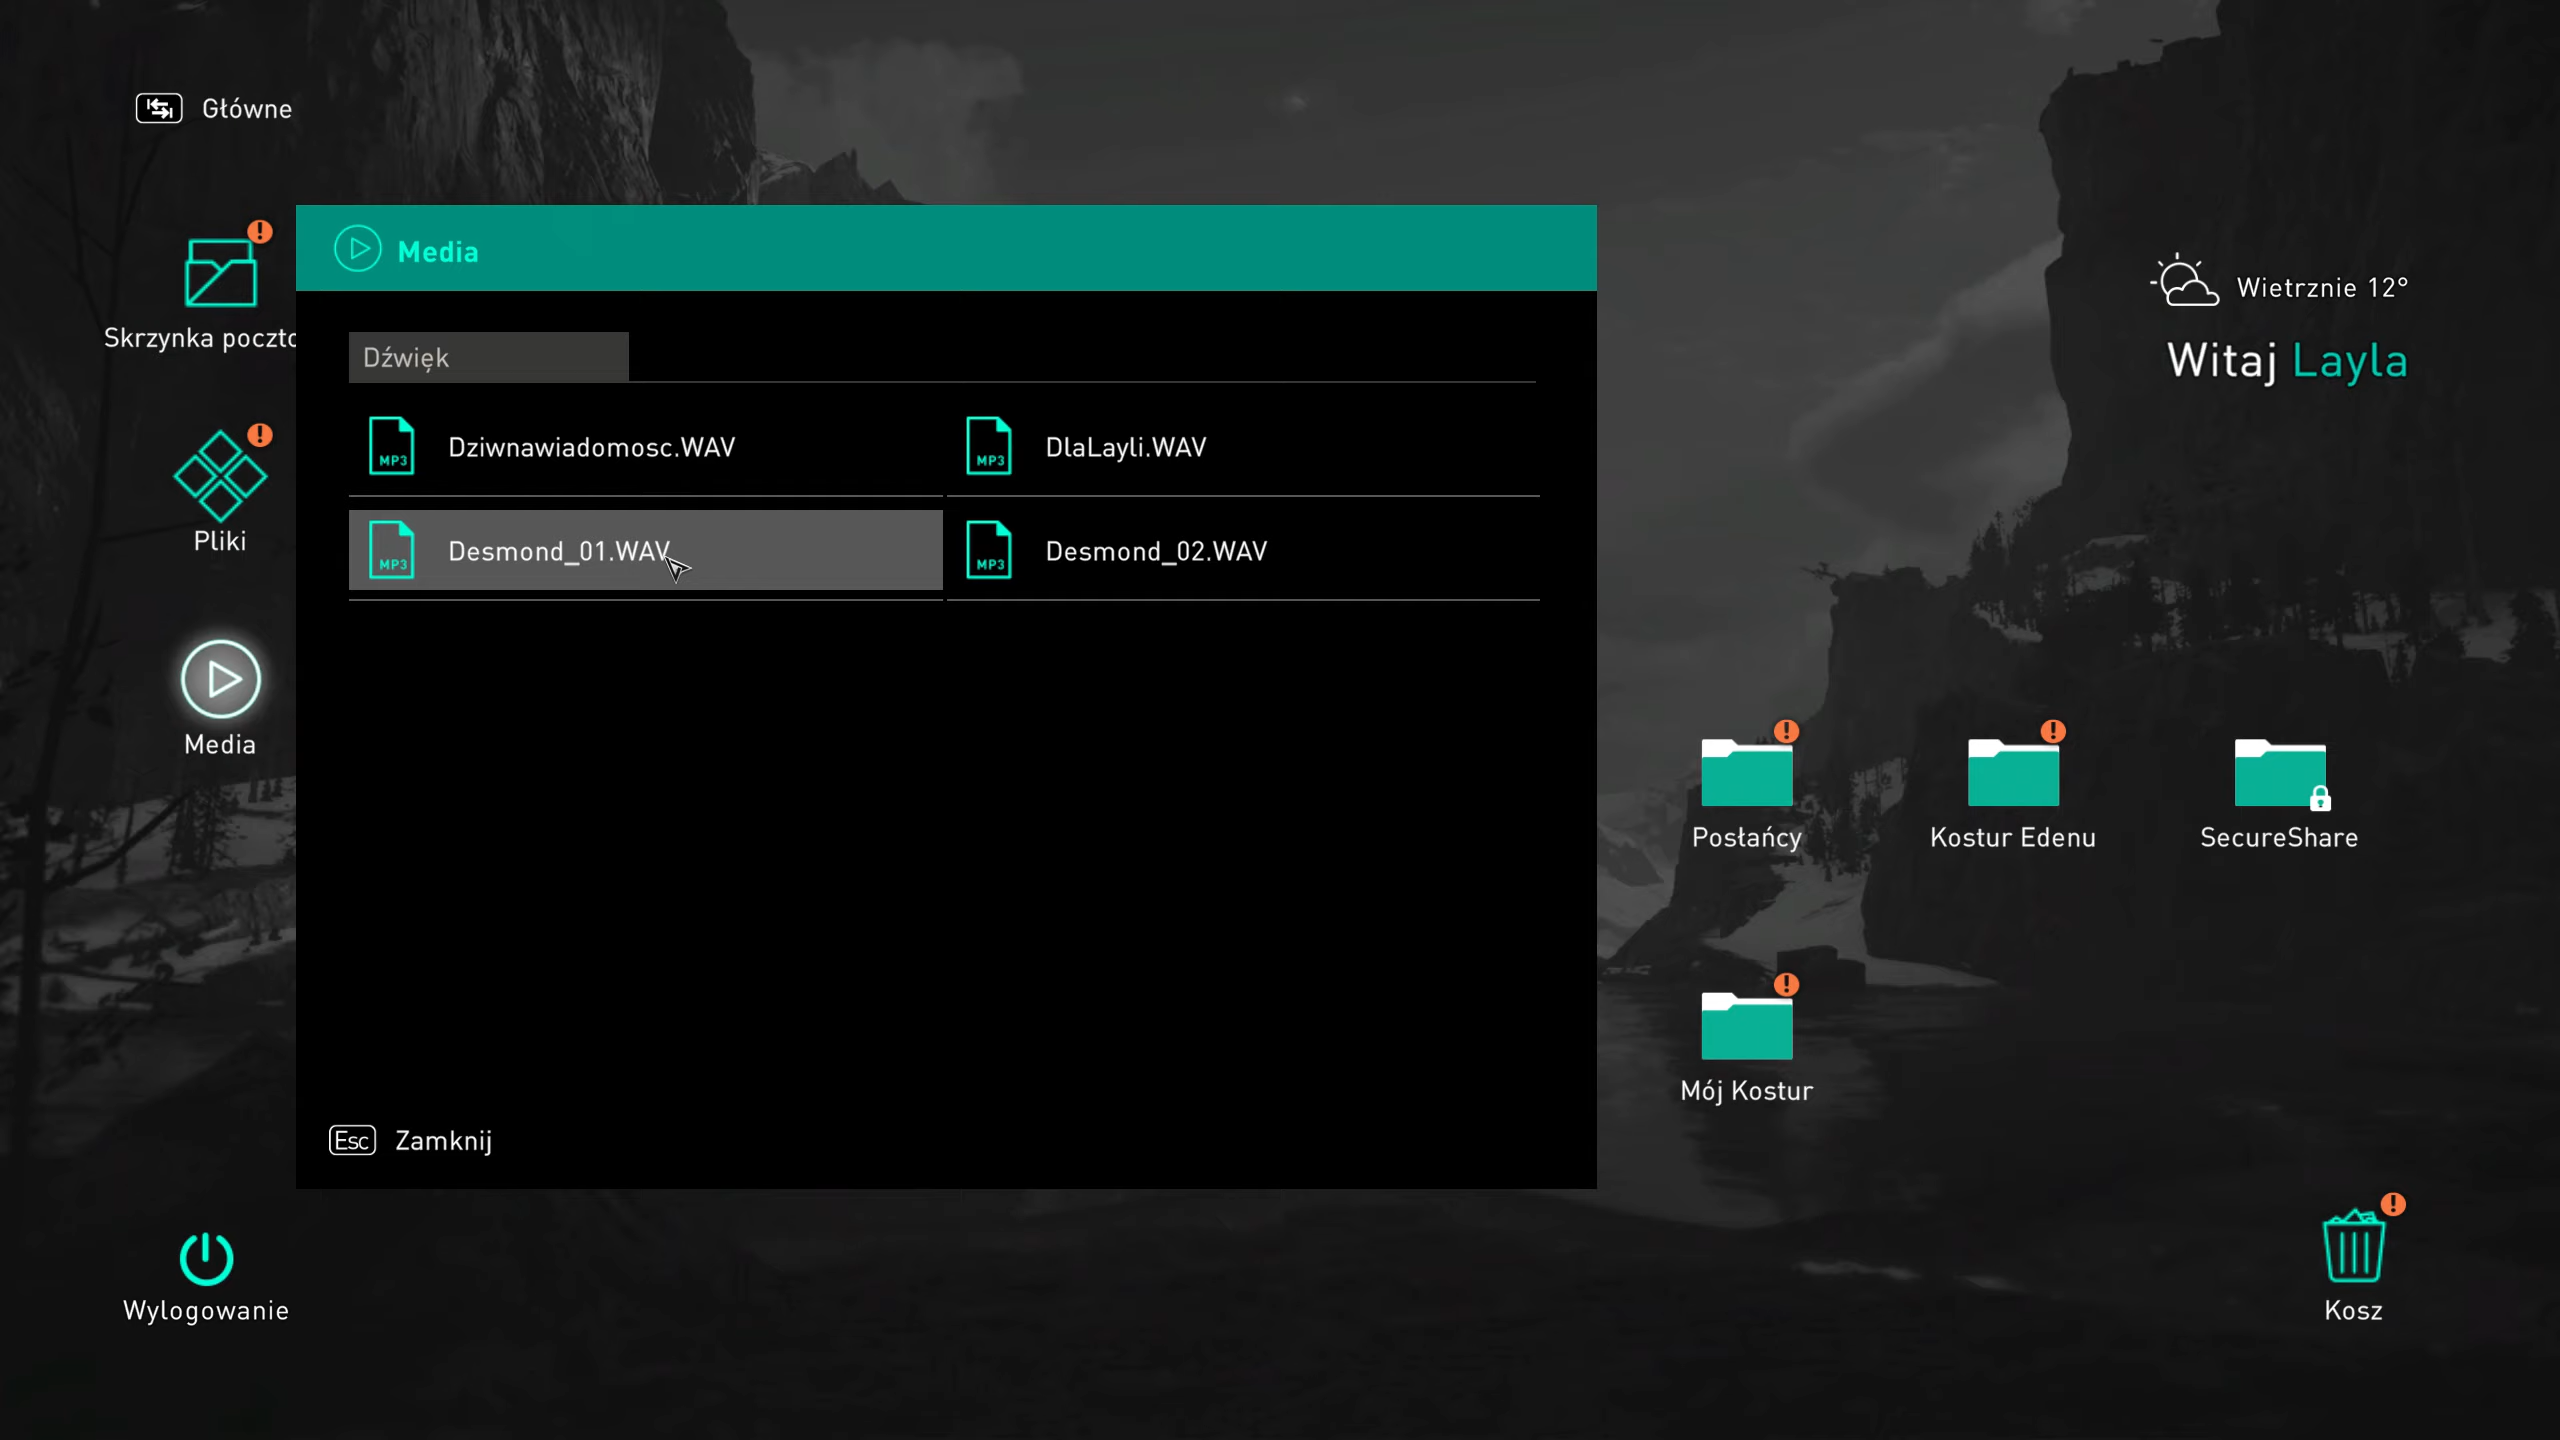 Główne
Skrzynka poczto
Pliki
Media
Media
Dźwięk
MP3 Dziwnawiadomosc.WAV
MP3 DlaLayli.WAV
MP3 Desmond_01.WAV
MP3 Desmond_02.WAV
Esc Zamknij
Wylogowanie
Wietrznie 12°
Witaj Layla
Posłańcy
Kostur Edenu
SecureShare
Mój Kostur
Kosz